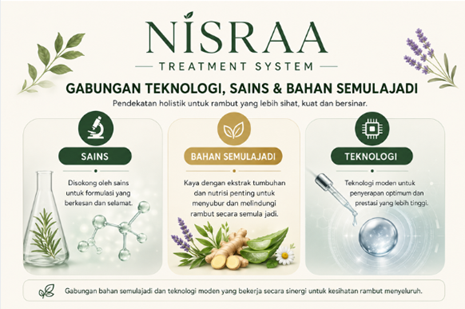 NISRAA
TREATMENT SYSTEM
GABUNGAN TEKNOLOGI, SAINS & BAHAN SEMULAJADI
Pendekatan holistik untuk rambut yang lebih sihat, kuat dan bersinar.
SAINS
Disokong oleh sains
untuk formulasi yang
berkesan dan selamat.
BAHAN SEMULAJADI
Kaya dengan ekstrak tumbuhan
dan nutrisi penting untuk
menyubur dan melindungi
rambut secara semula jadi.
TEKNOLOGI
Teknologi moden untuk
penyerapan optimum dan
prestasi yang lebih tinggi.
Gabungan bahan semulajadi dan teknologi moden yang bekerja secara sinergi untuk kesihatan rambut menyeluruh.